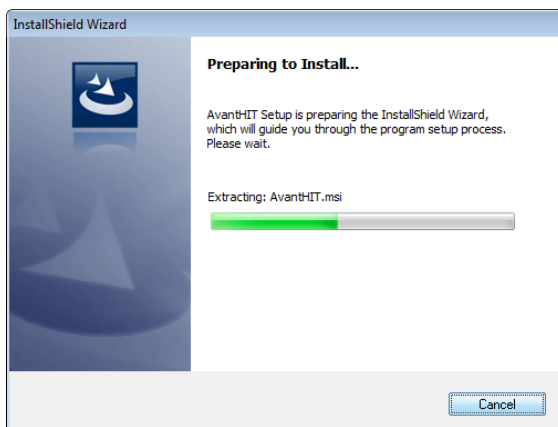 InstallShield Wizard
Preparing to Install...
AvantHIT Setup is preparing the InstallShield Wizard,
which will guide you through the program setup process.
Please wait.
Extracting: AvantHIT.msi
Cancel